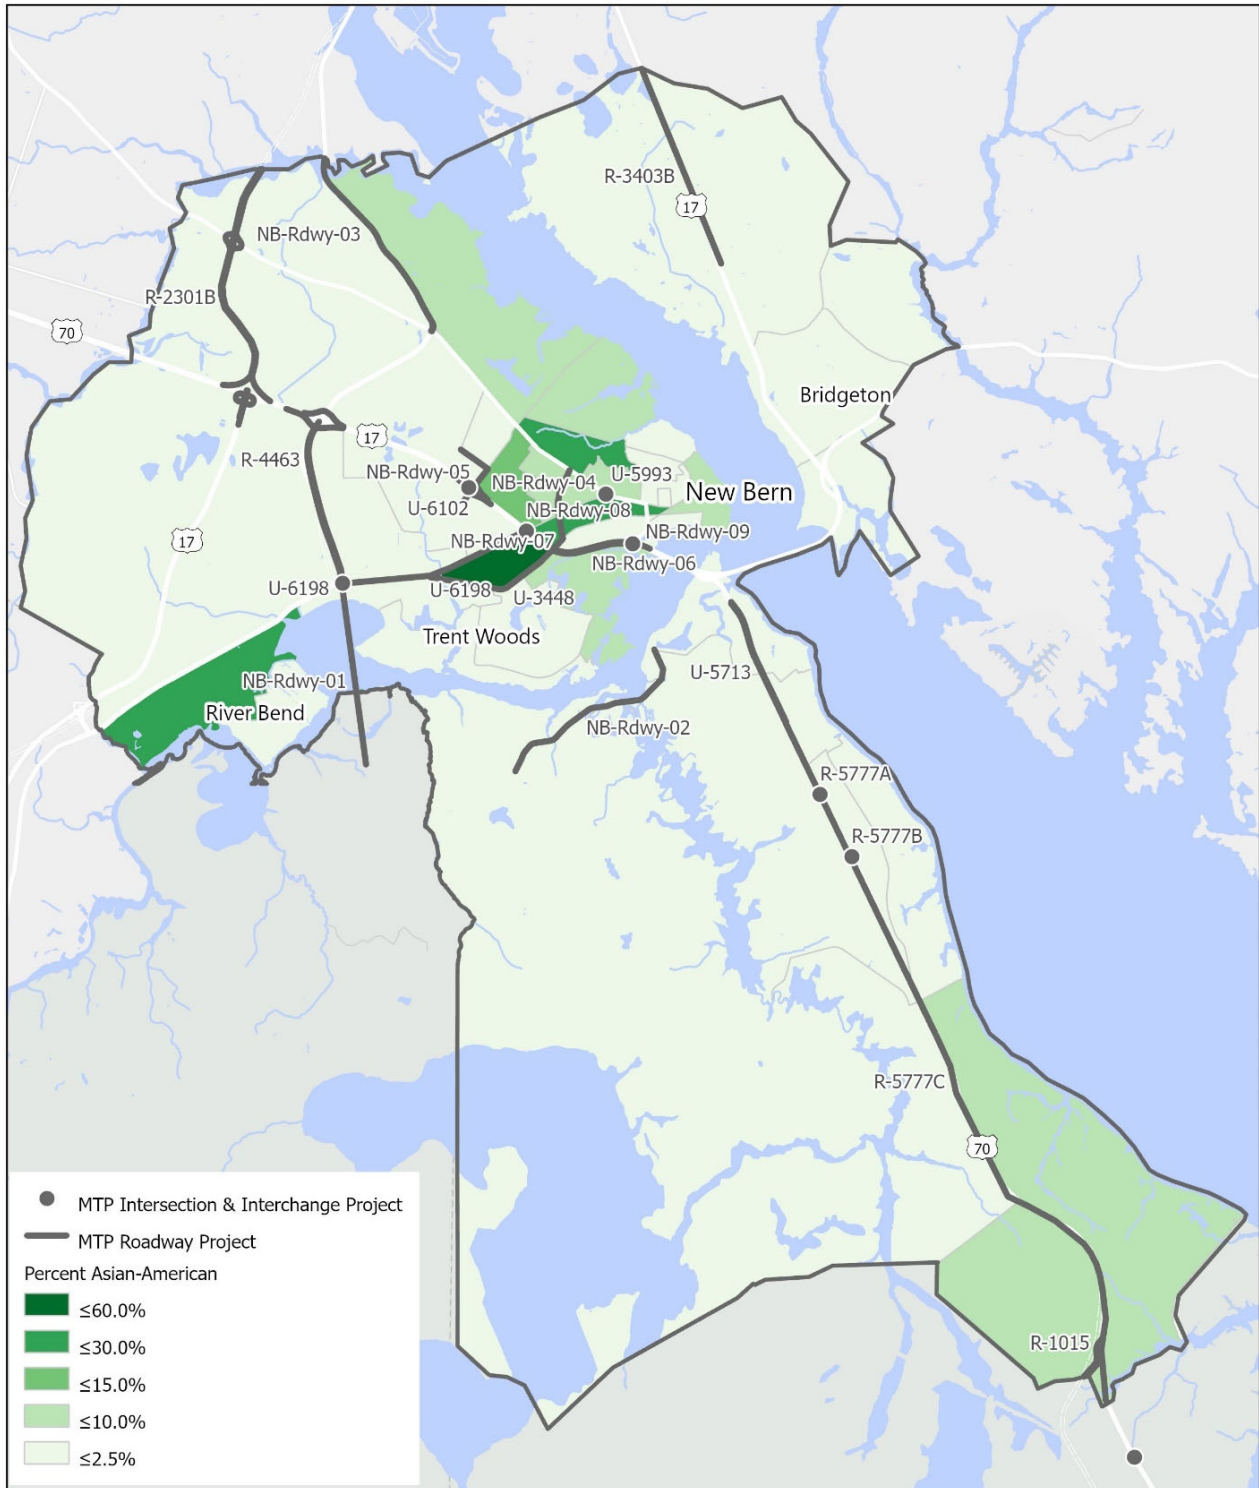 R-3403B
17
NB-Rdwy-03
R-2301B
70
Bridgeton
17
R-4463
NB-Rdwy-05
NB-Rdwy-04
U-5993
New Bern
U-6102
NB-Rdwy-08
NB-Rdwy-09
NB-Rdwy-07
17
NB-Rdwy-06
U-6198
U-6198
U-3448
Trent Woods
U-5713
NB-Rdwy-01
River Bend
NB-Rdwy-02
R-5777A
R-5777B
R-5777C
70
R-1015
MTP Intersection & Interchange Project
MTP Roadway Project
Percent Asian-American
≤60.0%
≤30.0%
≤15.0%
≤10.0%
≤2.5%